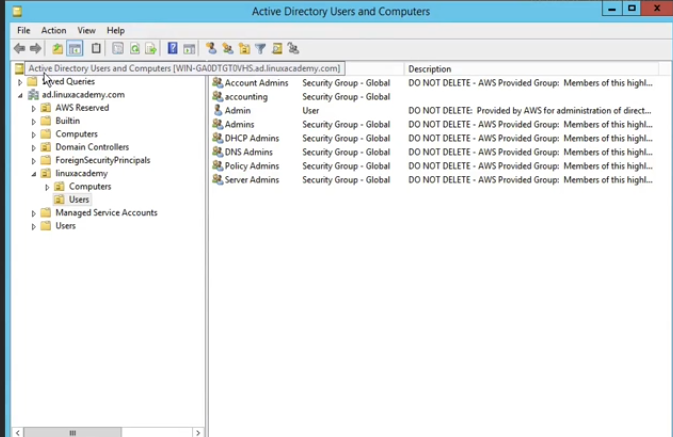 Active Directory Users and Computers
File Action View Help
Active Directory Users and Computers [WIN-GA0DTGT0VHS.ad.linuxacademy.com]
Description
Saved Queries
ad.linuxacademy.com
AWS Reserved
Builtin
Computers
Domain Controllers
ForeignSecurityPrincipals
linuxacademy
Computers
Users
Managed Service Accounts
Users
Account Admins Security Group - Global DO NOT DELETE - AWS Provided Group: Members of this highl...
accounting Security Group - Global
Admin User DO NOT DELETE: Provided by AWS for administration of direct...
Admins Security Group - Global DO NOT DELETE - AWS Provided Group: Members of this highl...
DHCP Admins Security Group - Global DO NOT DELETE - AWS Provided Group: Members of this highl...
DNS Admins Security Group - Global DO NOT DELETE - AWS Provided Group: Members of this highl...
Policy Admins Security Group - Global DO NOT DELETE - AWS Provided Group: Members of this highl...
Server Admins Security Group - Global DO NOT DELETE - AWS Provided Group: Members of this highl...